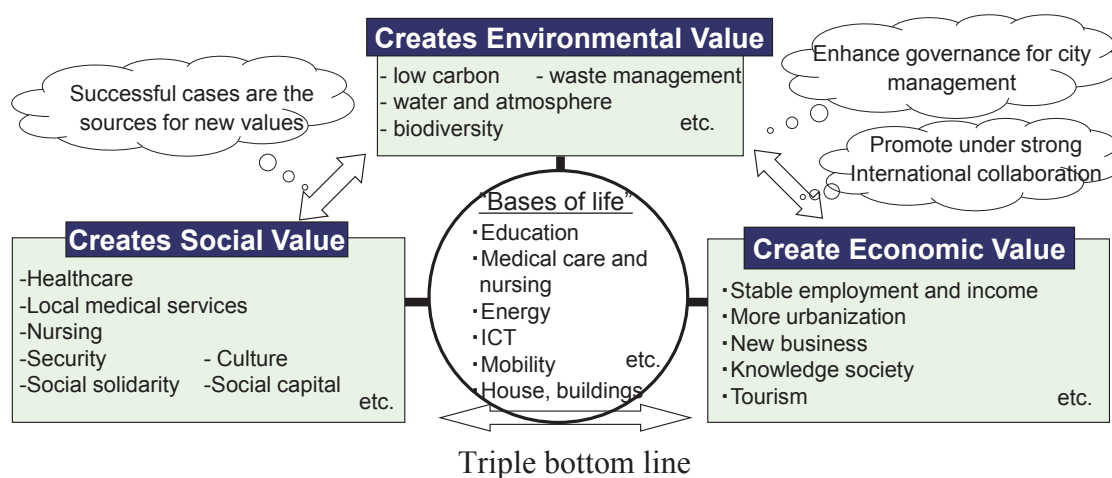 Creates Environmental Value
- low carbon - waste management
- water and atmosphere
- biodiversity etc.
Successful cases are the
sources for new values
Enhance governance for city
management
Promote under strong
International collaboration
"Bases of life"
・Education
・Medical care and
nursing
・Energy
・ICT
・Mobility etc.
・House, buildings
Creates Social Value
-Healthcare
-Local medical services
-Nursing
-Security - Culture
-Social solidarity -Social capital
etc.
Create Economic Value
・Stable employment and income
・More urbanization
・New business
・Knowledge society
・Tourism etc.
Triple bottom line